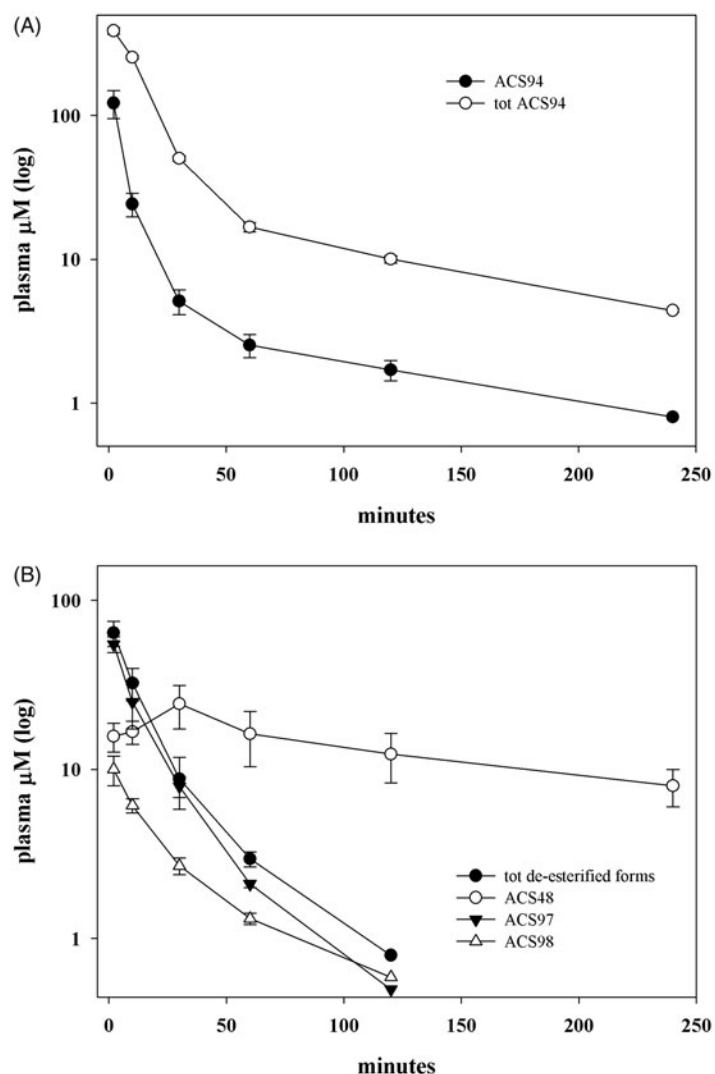 (A)
100
10
1
plasma µM (log)
ACS94
tot ACS94
0 50 100 150 200 250
minutes
(B)
100
10
1
plasma µM (log)
tot de-esterified forms
ACS48
ACS97
ACS98
0 50 100 150 200 250
minutes